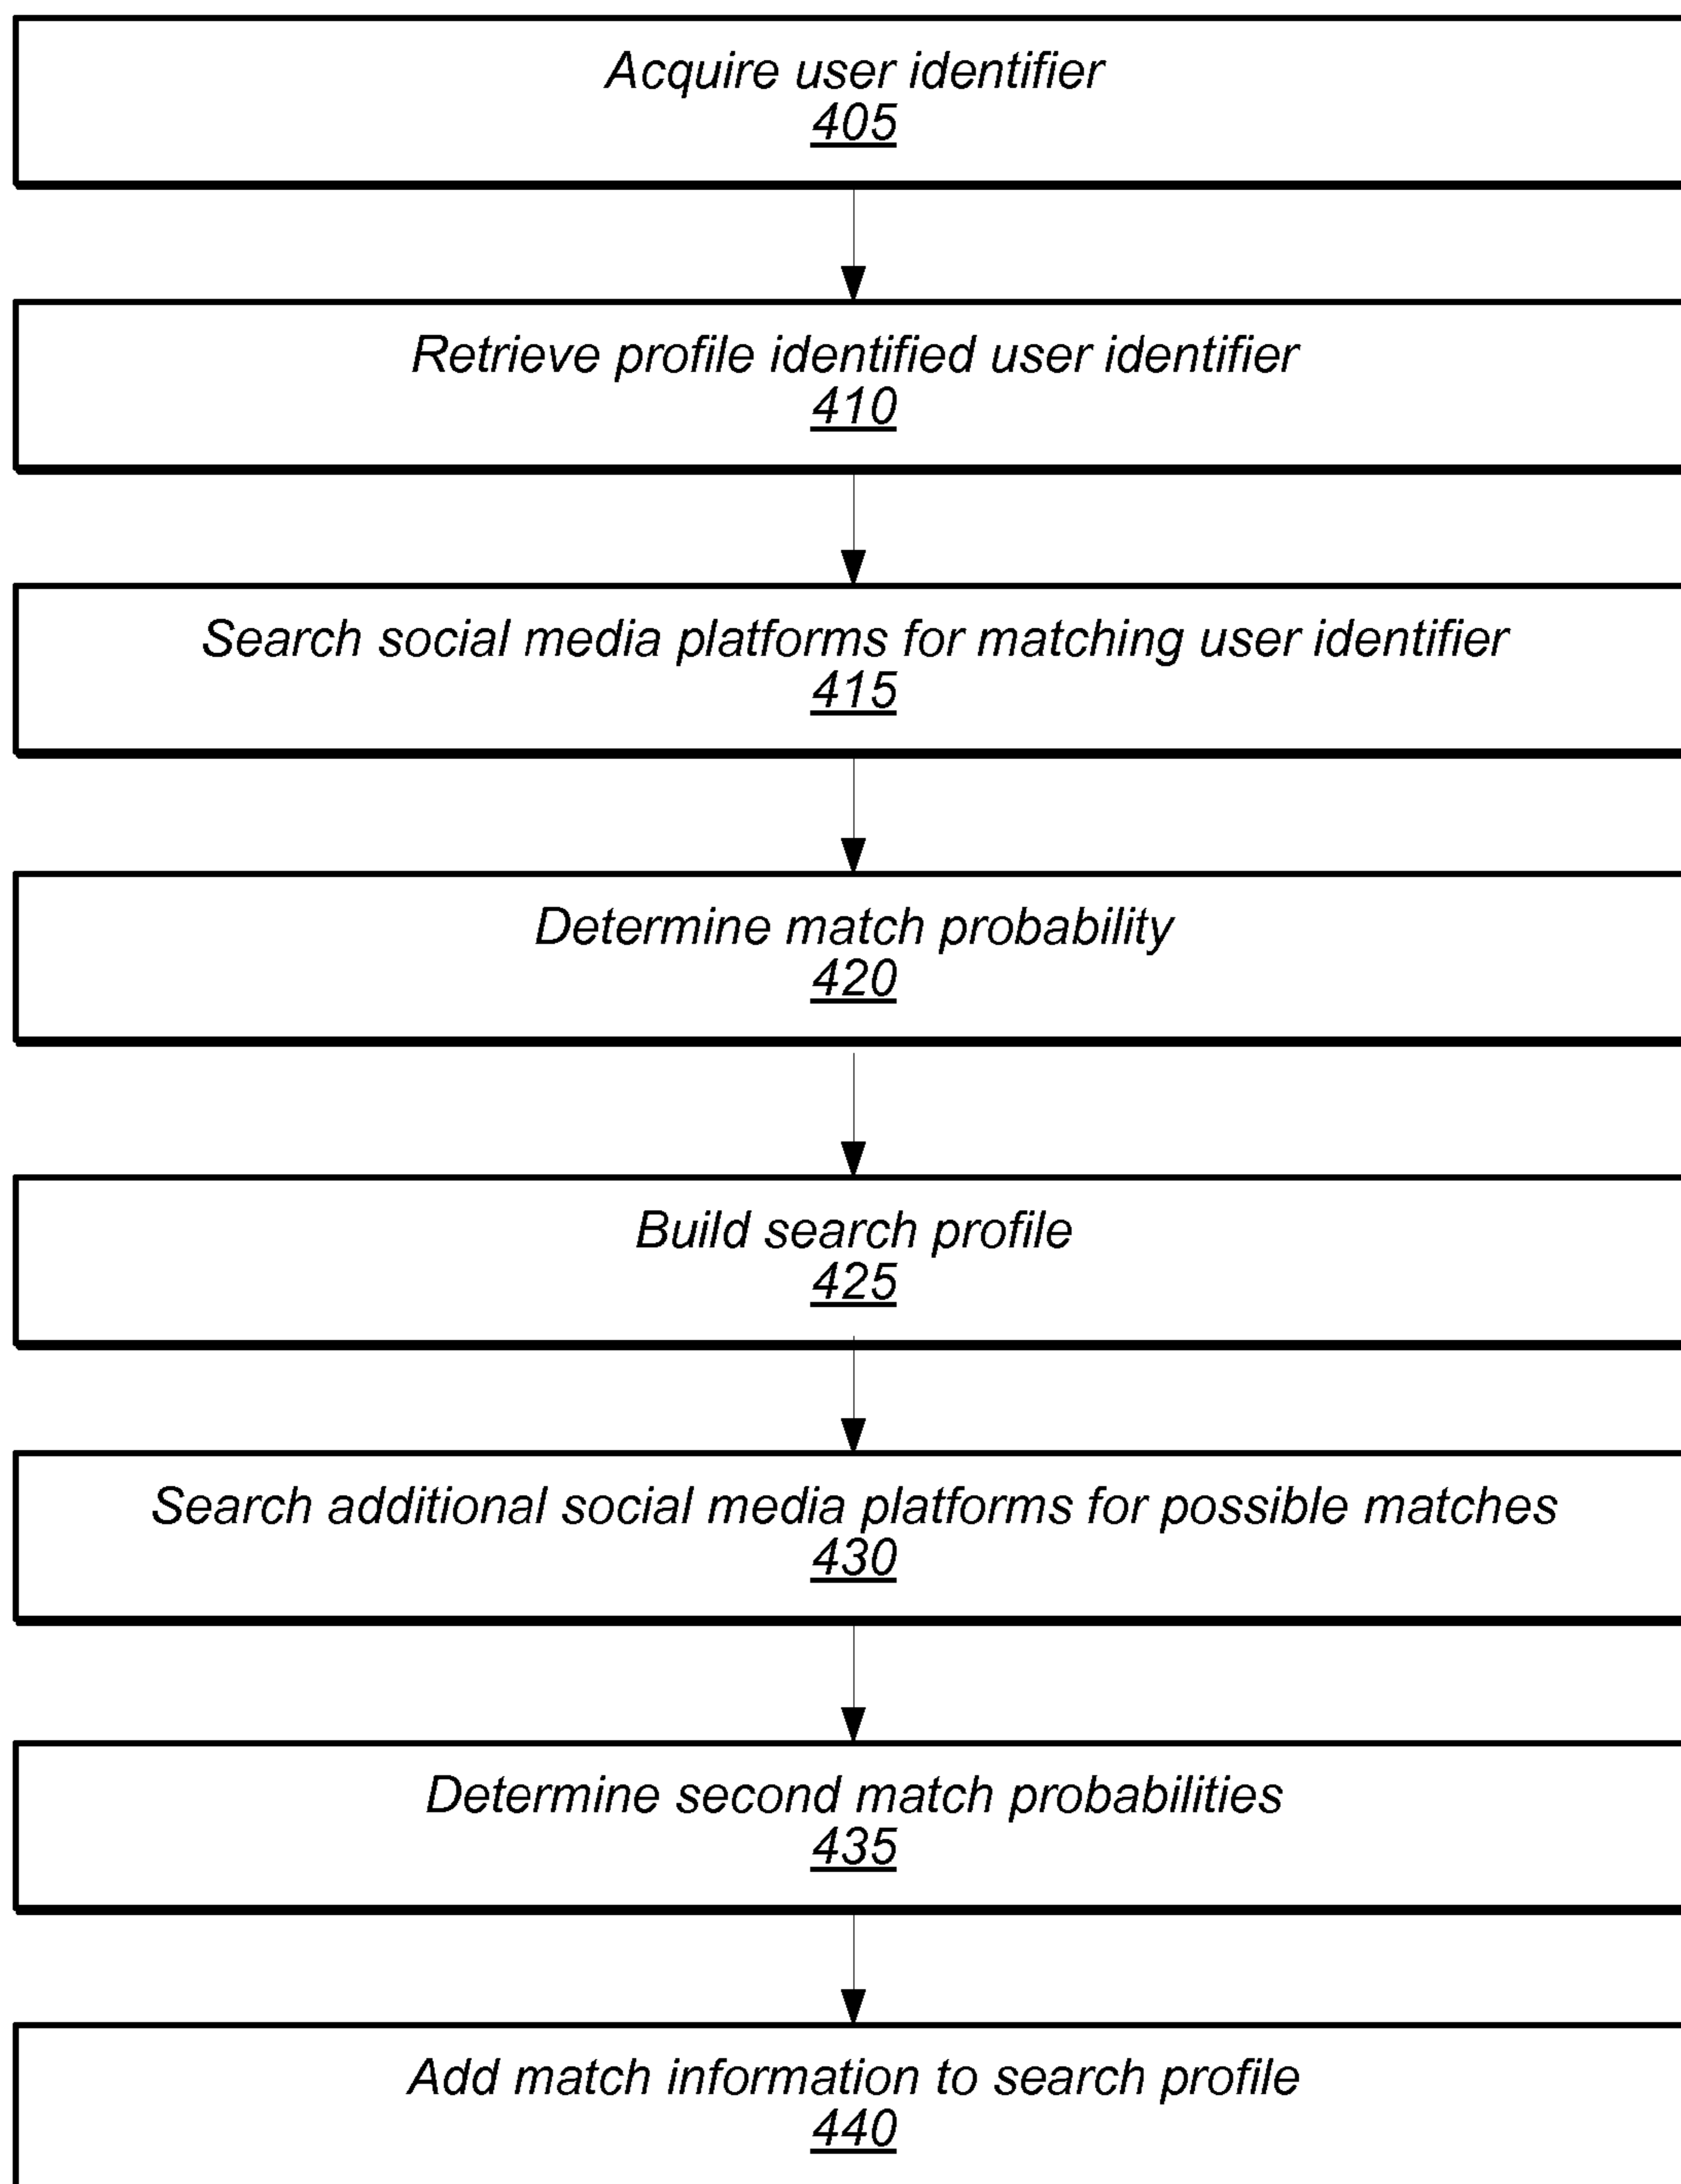 Acquire user identifier
405
Retrieve profile identified user identifier
410
Search social media platforms for matching user identifier
415
Determine match probability
420
Build search profile
425
Search additional social media platforms for possible matches
430
Determine second match probabilities
435
Add match information to search profile
440